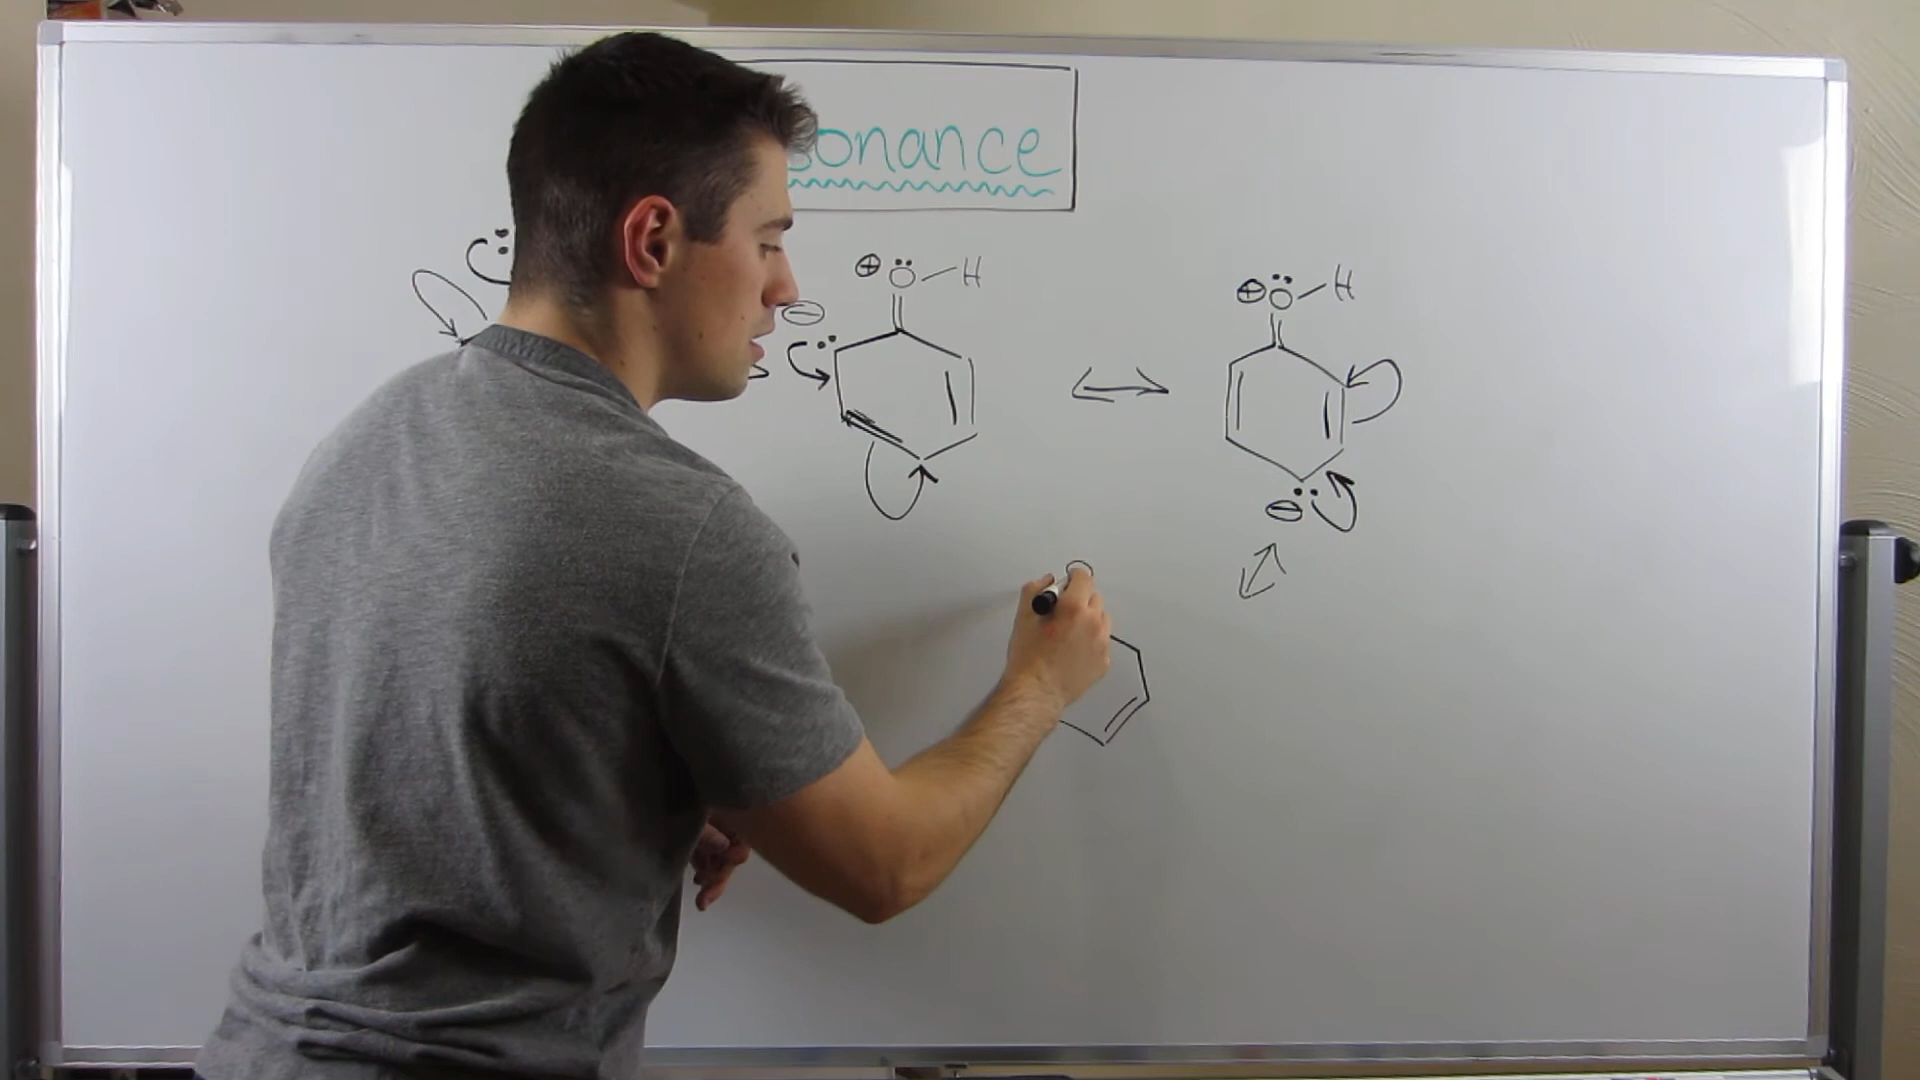 sonance
⊕ O – H
⊕ O – H
⊖
⊖